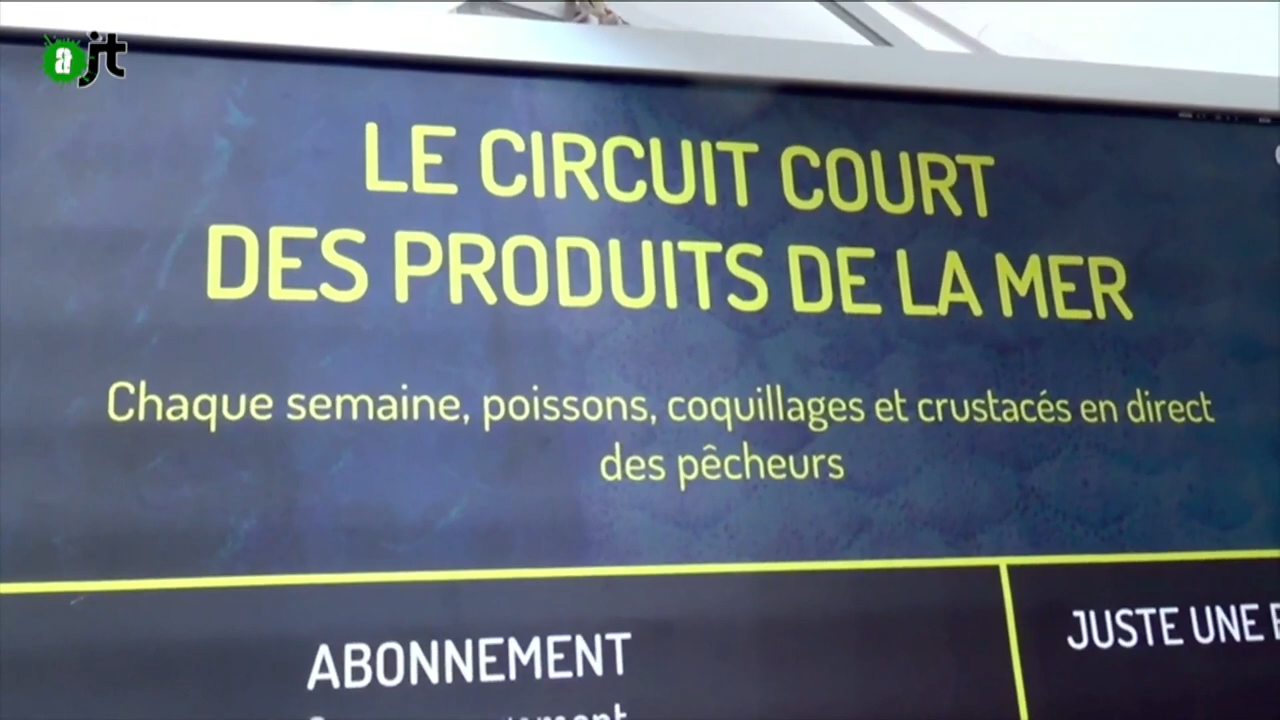 ajt
LE CIRCUIT COURT
DES PRODUITS DE LA MER
Chaque semaine, poissons, coquillages et crustacés en direct
des pêcheurs
ABONNEMENT
JUSTE UNE